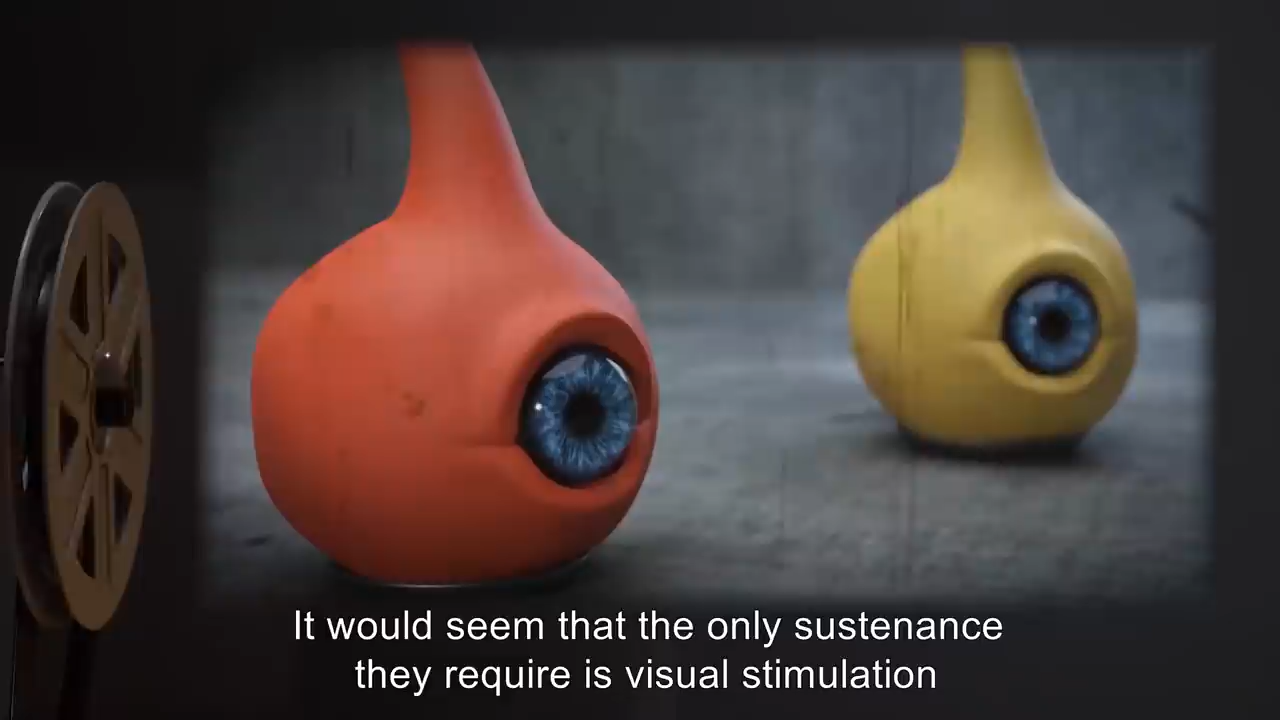 It would seem that the only sustenance
they require is visual stimulation